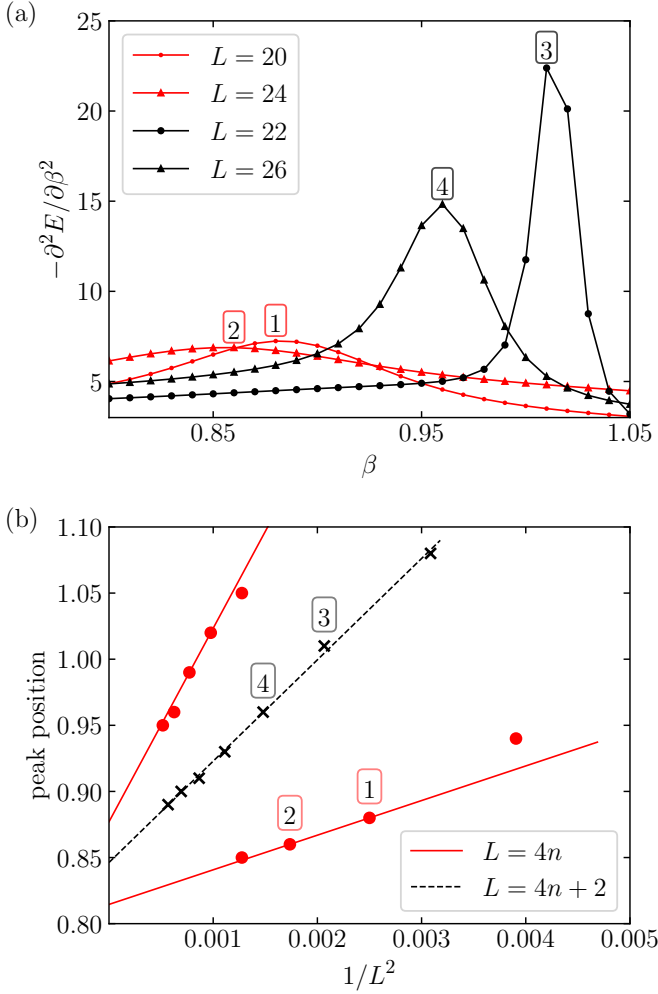 (a)
25
20
15
10
5
−∂²E/∂β²
L = 20
L = 24
L = 22
L = 26
1
2
3
4
0.85
0.95
1.05
β
(b)
1.10
1.05
1.00
0.95
0.90
0.85
0.80
peak position
3
4
1
2
L = 4n
L = 4n + 2
0.001
0.002
0.003
0.004
0.005
1/L²